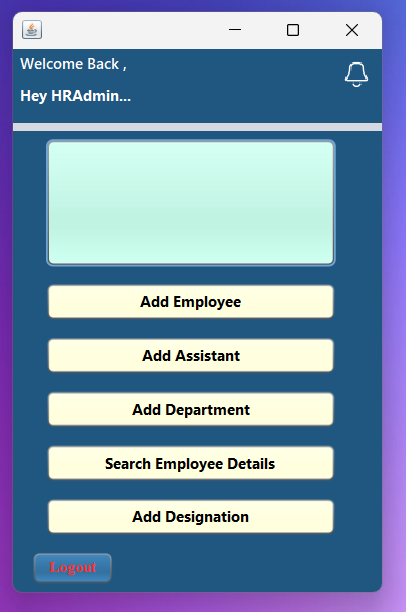 Welcome Back ,
Hey HRAdmin...
Add Employee
Add Assistant
Add Department
Search Employee Details
Add Designation
Logout